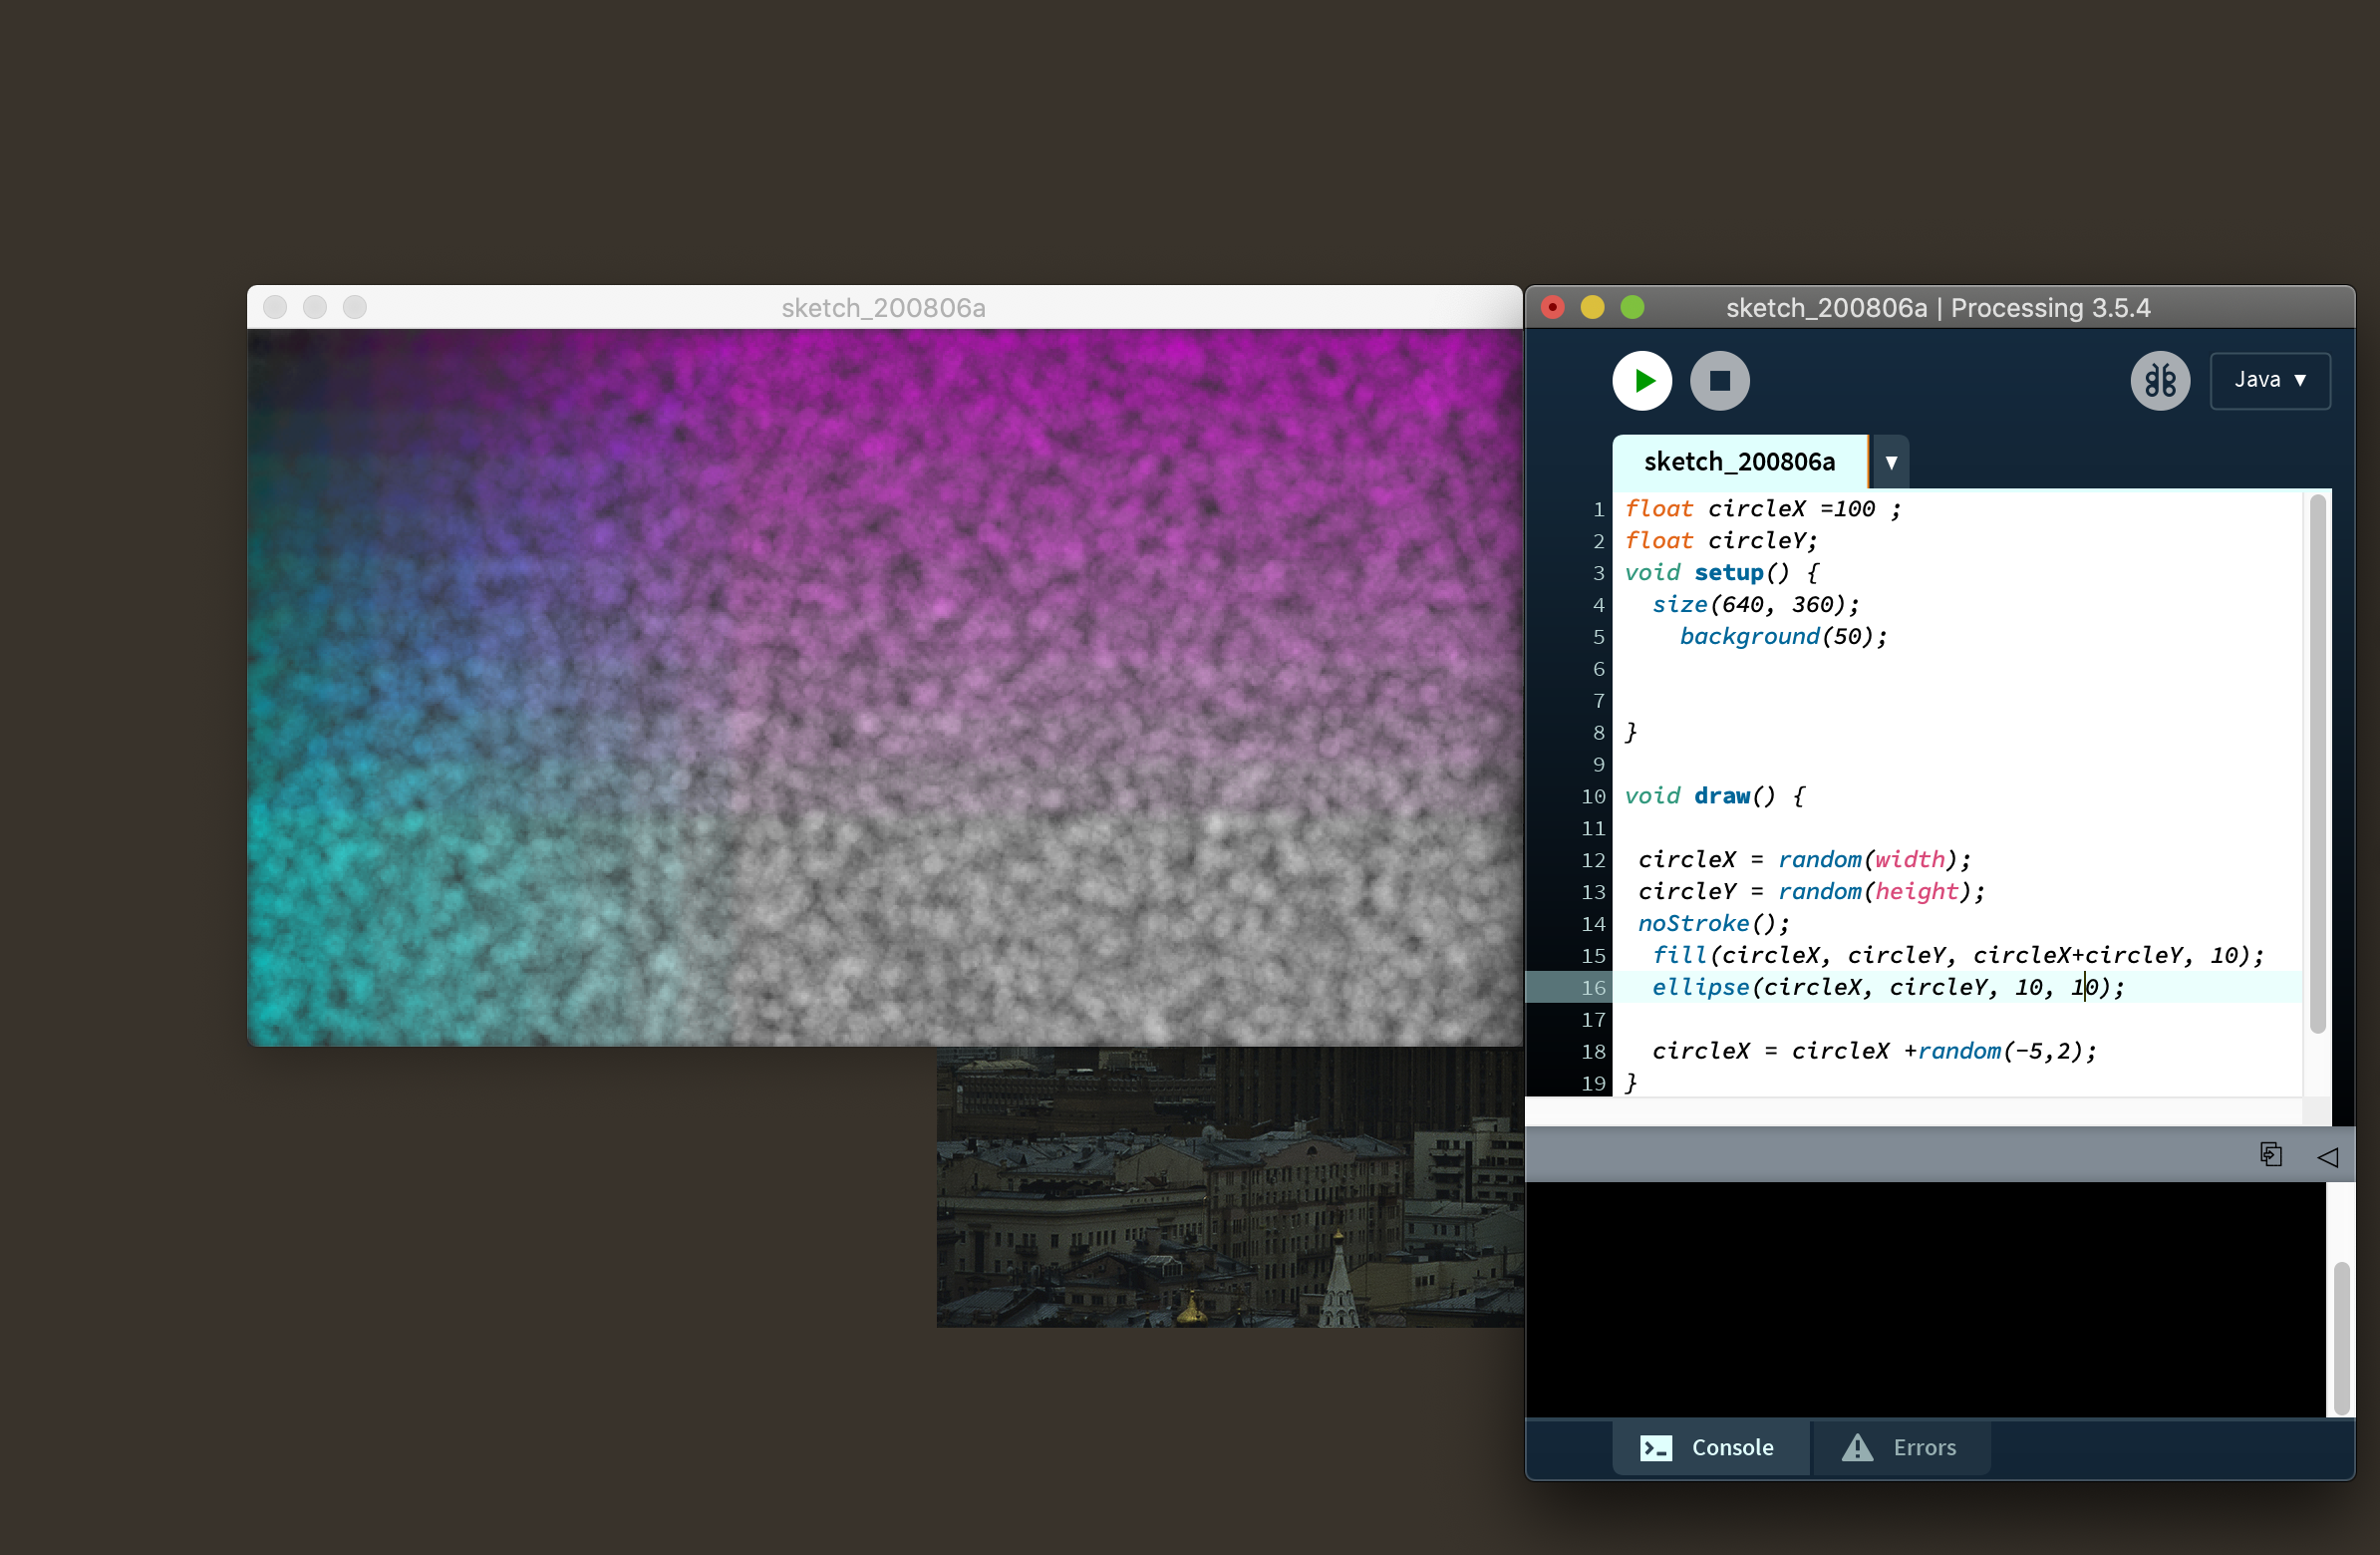 sketch_200806a
sketch_200806a | Processing 3.5.4
Java ▼
sketch_200806a ▼
1 float circleX =100 ;
2 float circleY;
3 void setup() {
4 size(640, 360);
5 background(50);
6
7
8 }
9
10 void draw() {
11
12 circleX = random(width);
13 circleY = random(height);
14 noStroke();
15 fill(circleX, circleY, circleX+circleY, 10);
16 ellipse(circleX, circleY, 10, 10);
17
18 circleX = circleX +random(-5,2);
19 }
Console Errors